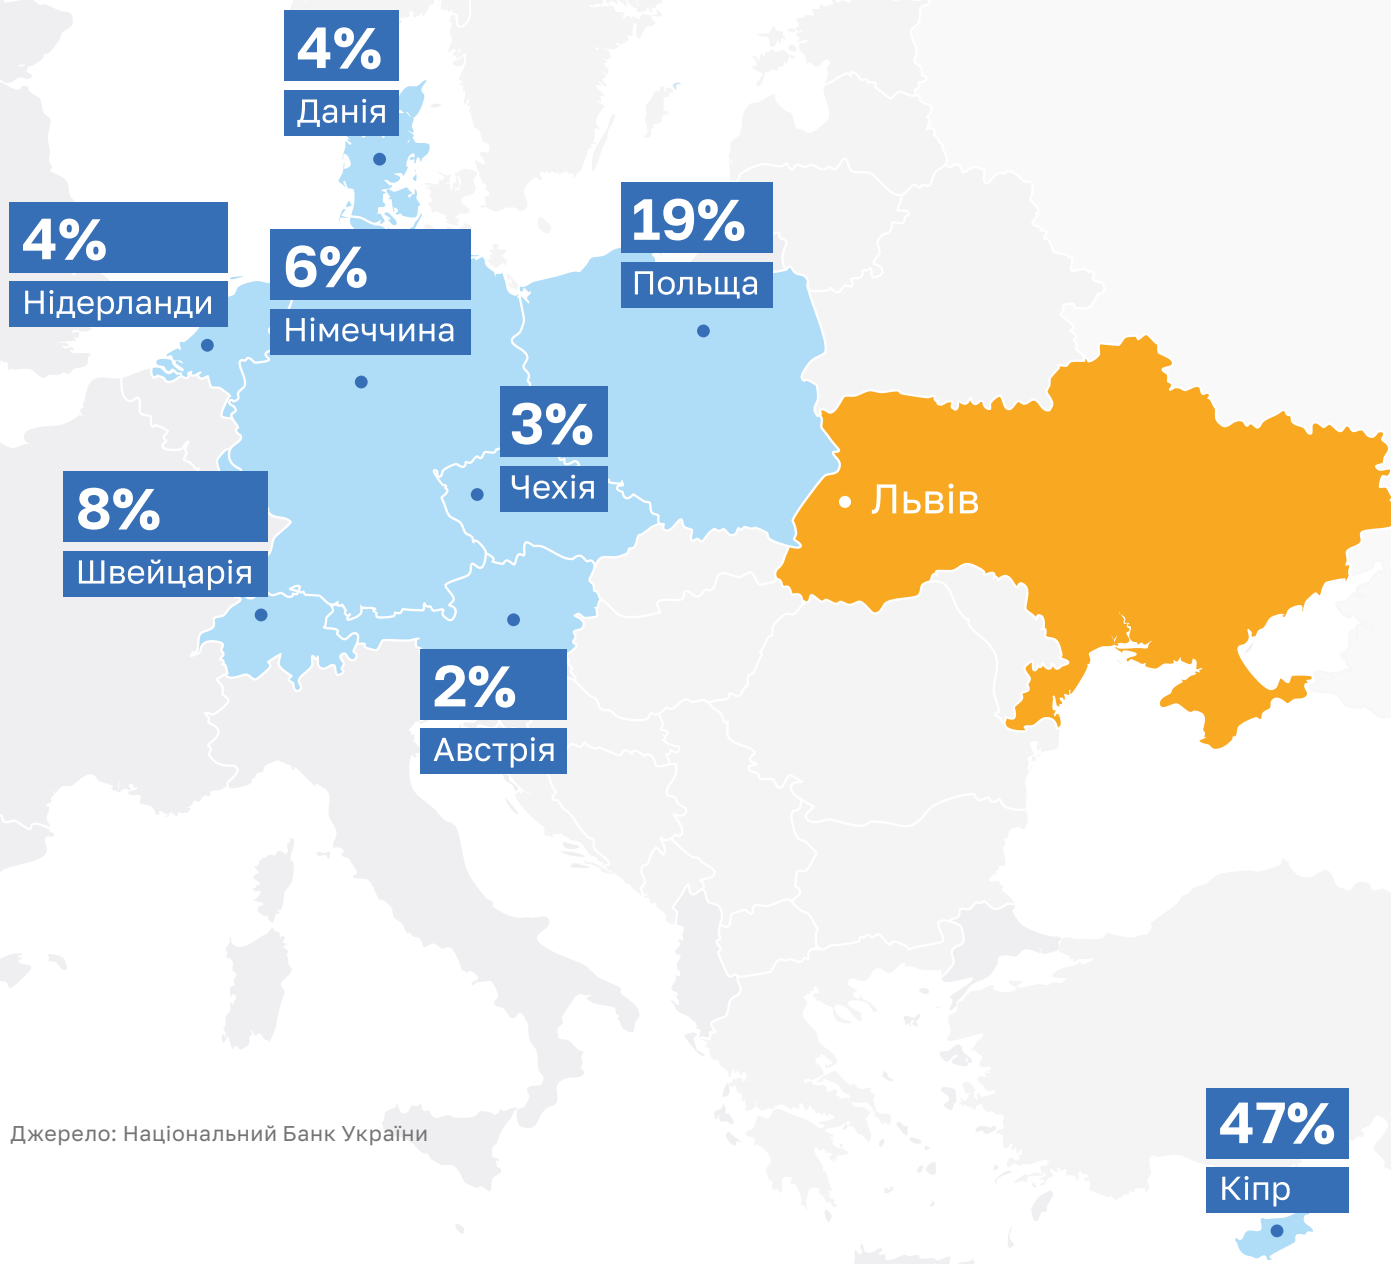 4%
Данія
4%
Нідерланди
6%
Німеччина
19%
Польща
3%
Чехія
8%
Швейцарія
Львів
2%
Австрія
47%
Кіпр
Джерело: Національний Банк України